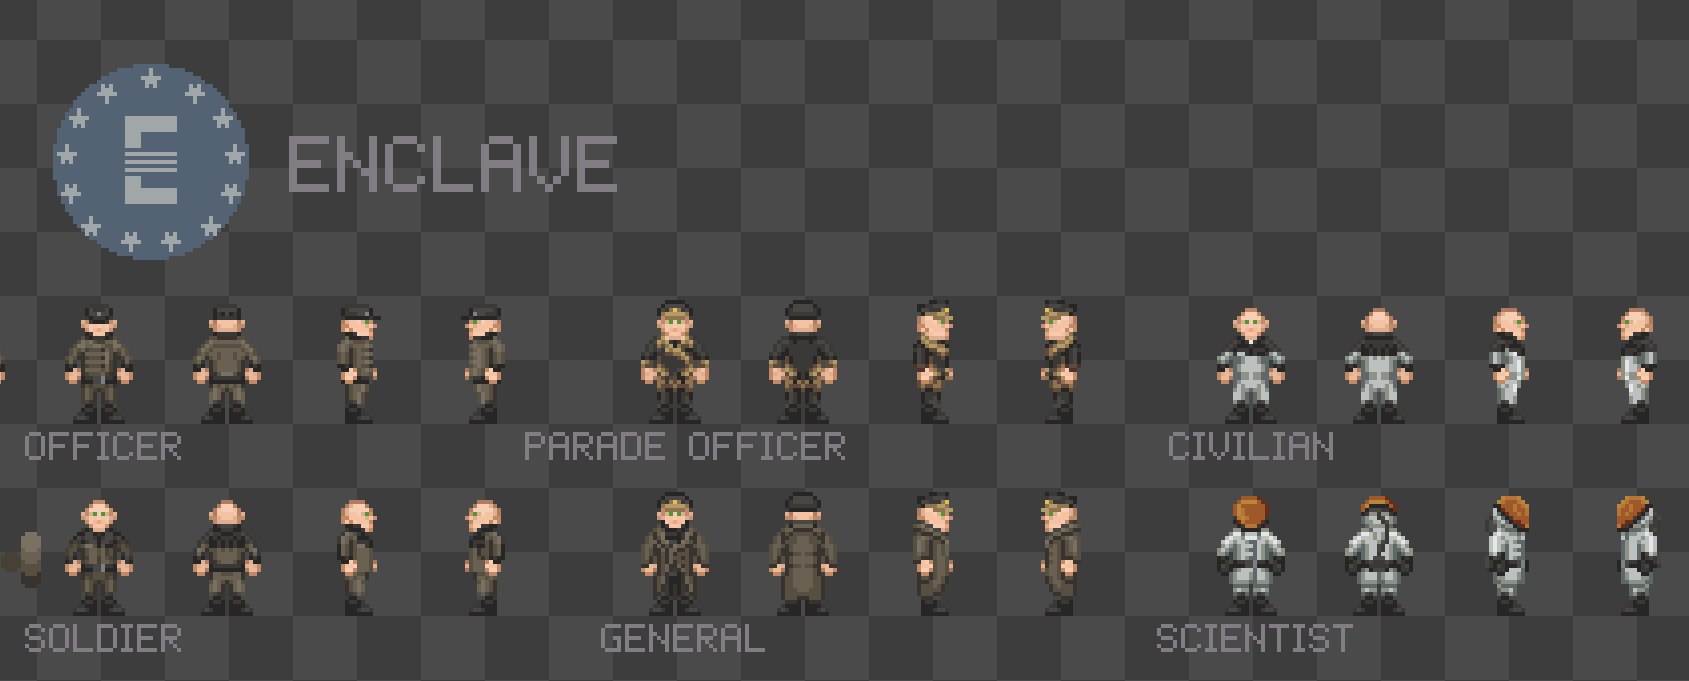 E
ENCLAVE
OFFICER
PARADE OFFICER
CIVILIAN
SOLDIER
GENERAL
SCIENTIST